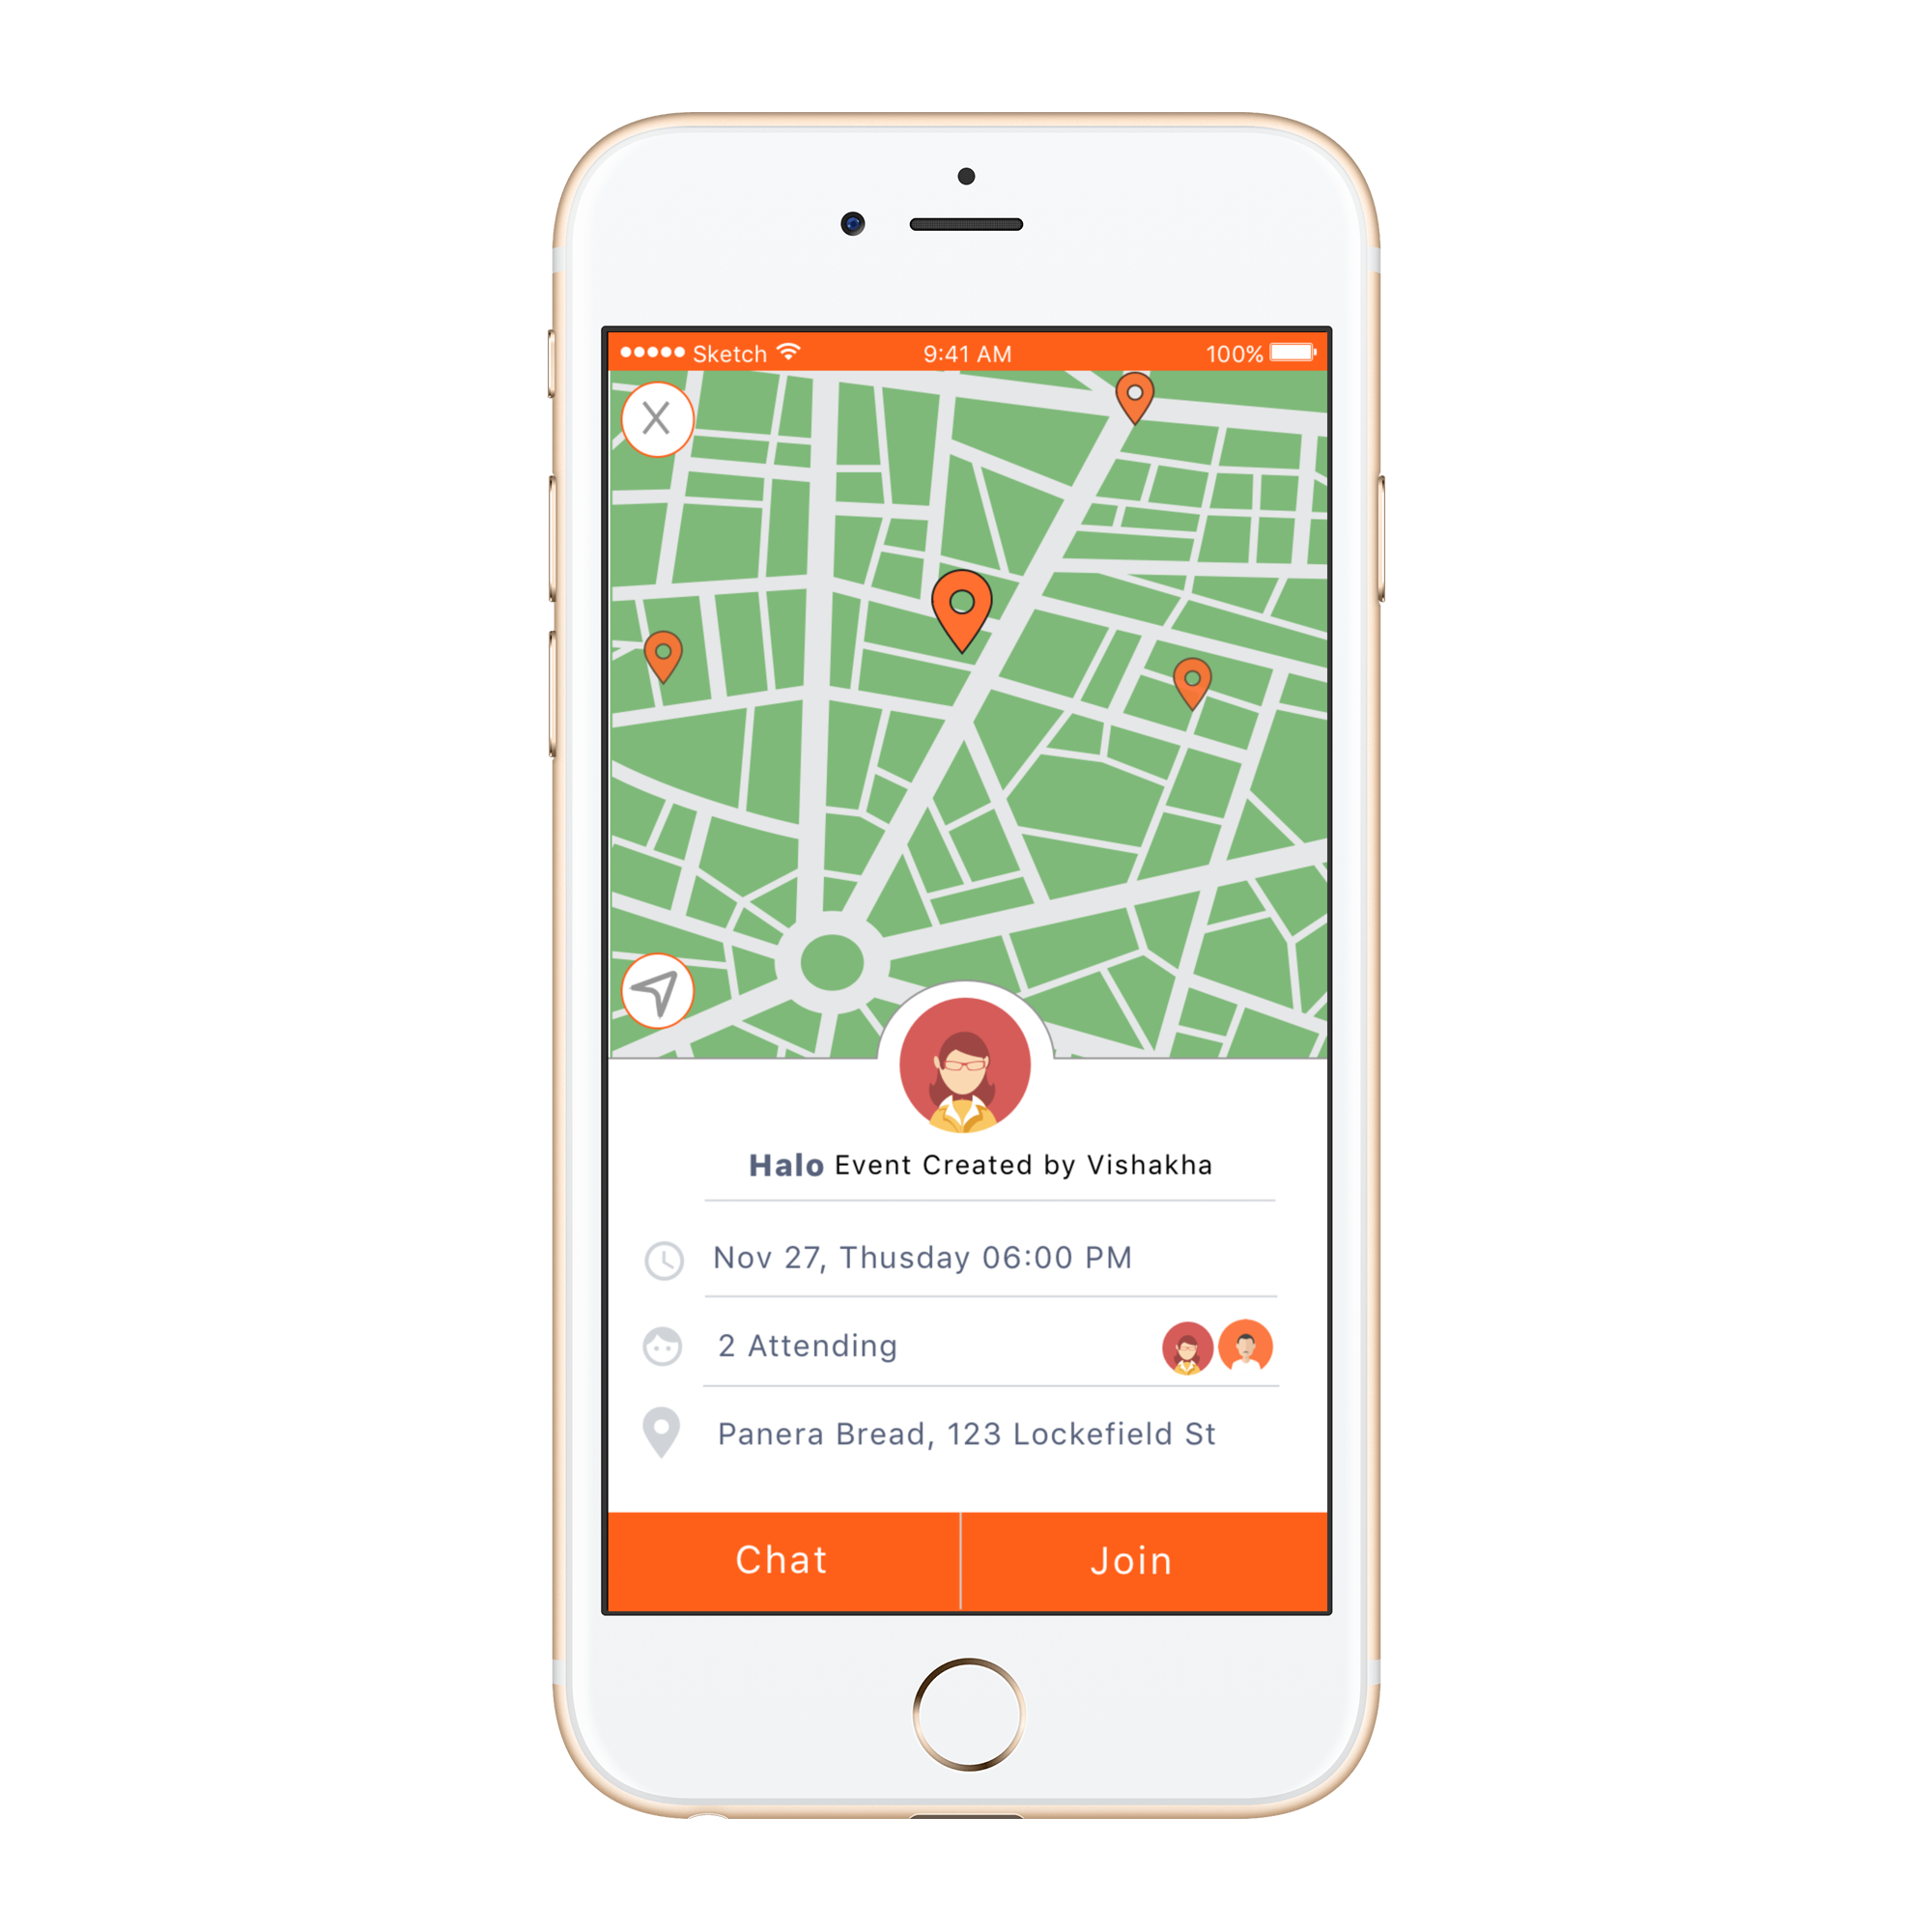 Sketch 9:41 AM 100%
X
Halo Event Created by Vishakha
Nov 27, Thusday 06:00 PM
2 Attending
Panera Bread, 123 Lockefield St
Chat Join